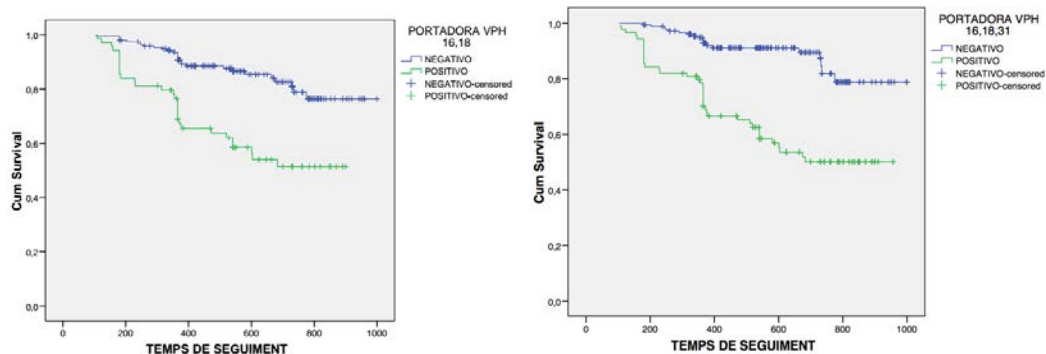 PORTADORA VPH
16,18
NEGATIVO
POSITIVO
NEGATIVO-censored
POSITIVO-censored
Cum Survival
1,0
0,8
0,6
0,4
0,2
0,0
0
200
400
600
800
1000
TEMPS DE SEGUIMENT
PORTADORA VPH
16,18,31
NEGATIVO
POSITIVO
NEGATIVO-censored
POSITIVO-censored
Cum Survival
1,0
0,8
0,6
0,4
0,2
0,0
0
200
400
600
800
1000
TEMPS DE SEGUIMENT